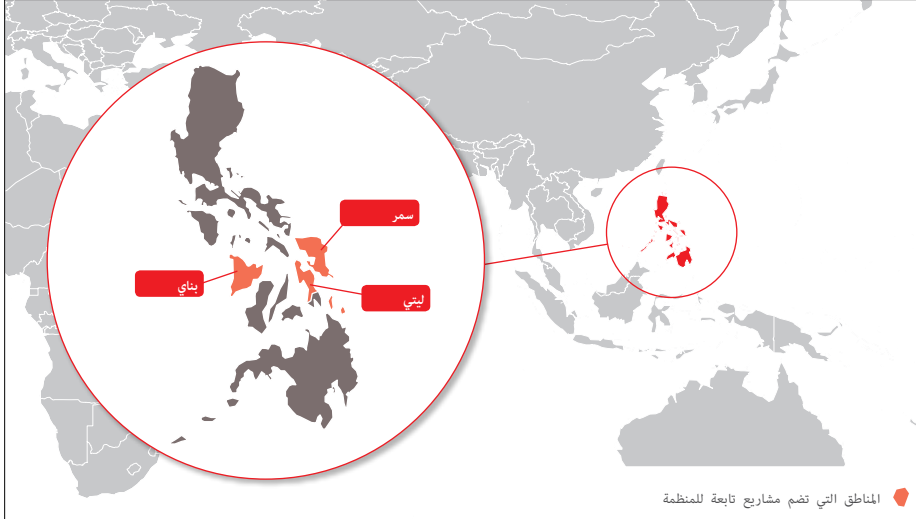 سمر
بناي
ليتي
المناطق التي تضم مشاريع تابعة للمنظمة